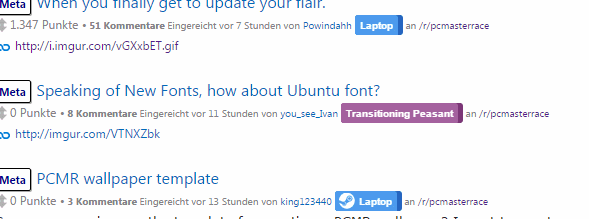 Meta When you finally get to update your flair.
1.347 Punkte • 51 Kommentare Eingereicht vor 7 Stunden von Powindahh Laptop an /r/pcmasterrace
http://i.imgur.com/vGXxbET.gif
Meta Speaking of New Fonts, how about Ubuntu font?
0 Punkte • 8 Kommentare Eingereicht vor 11 Stunden von you_see_Ivan Transitioning Peasant an /r/pcmasterrace
http://imgur.com/VTNXZbk
Meta PCMR wallpaper template
0 Punkte • 3 Kommentare Eingereicht vor 13 Stunden von king123440 Laptop an /r/pcmasterrace